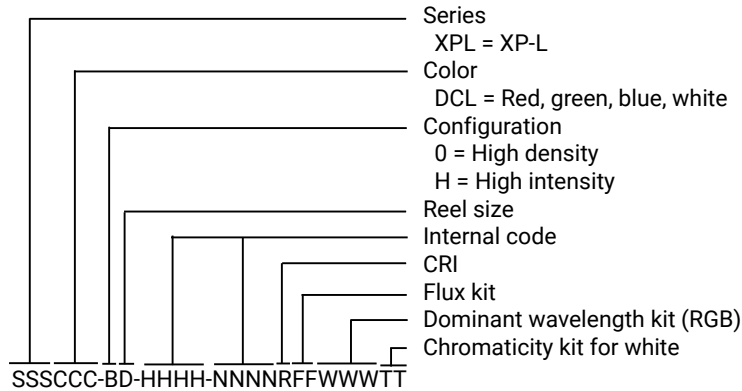 Series
XPL = XP-L
Color
DCL = Red, green, blue, white
Configuration
0 = High density
H = High intensity
Reel size
Internal code
CRI
Flux kit
Dominant wavelength kit (RGB)
Chromaticity kit for white
SSSCCC-BD-HHHH-NNNNRFFWWWTT